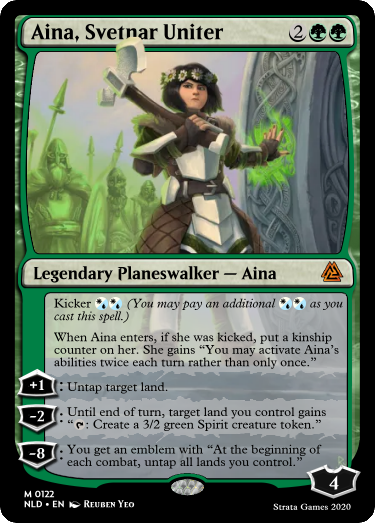 Aina, Svetnar Uniter 2
Legendary Planeswalker — Aina
Kicker (You may pay an additional as you
cast this spell.)
When Aina enters, if she was kicked, put a kinship
counter on her. She gains “You may activate Aina’s
abilities twice each turn rather than only once.”
+1: Untap target land.
−2: Until end of turn, target land you control gains
“: Create a 3/2 green Spirit creature token.”
−8: You get an emblem with “At the beginning of
each combat, untap all lands you control.”
4
M 0122
NLD • EN Reuben Yeo
Strata Games 2020